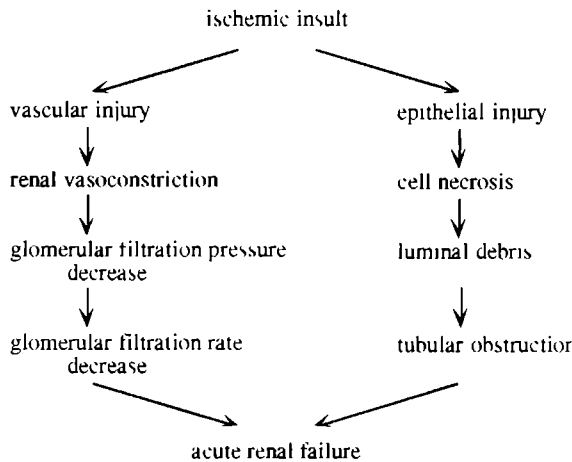 ischemic insult
vascular injury
epithelial injury
renal vasoconstriction
cell necrosis
glomerular filtration pressure
decrease
luminal debris
glomerular filtration rate
decrease
tubular obstruction
acute renal failure